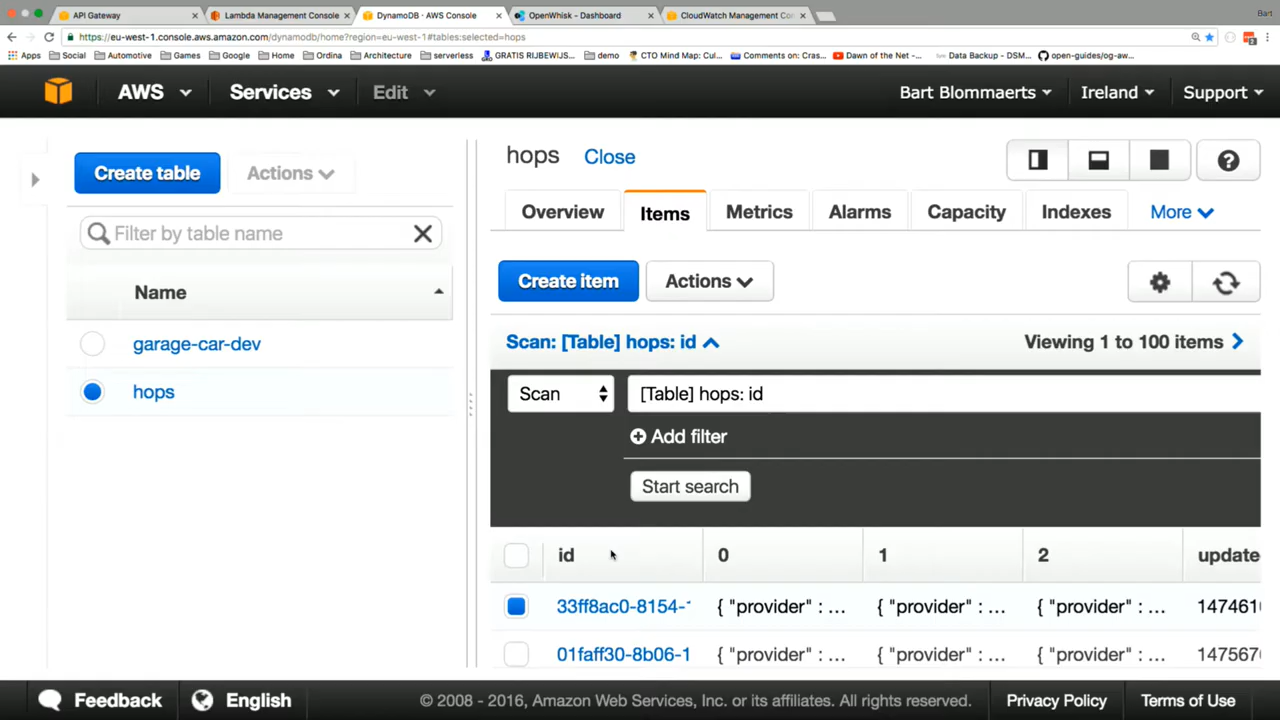 API Gateway
Lambda Management Console
DynamoDB · AWS Console
OpenWhisk - Dashboard
CloudWatch Management Con
Bart
https://eu-west-1.console.aws.amazon.com/dynamodb/home?region=eu-west-1#tables:selected=hops
Apps Social Automotive Games Google Home Ordina Architecture serverless GRATIS RIJBEWIJS... demo CTO Mind Map: Cul... Comments on: Cras... Dawn of the Net -... Data Backup - DSM... open-guides/og-aw...
AWS Services Edit Bart Blommaerts Ireland Support
Create table Actions
Filter by table name
Name
garage-car-dev
hops
hops Close
Overview Items Metrics Alarms Capacity Indexes More
Create item Actions
Scan: [Table] hops: id Viewing 1 to 100 items
Scan [Table] hops: id
Add filter
Start search
id 0 1 2 update
33ff8ac0-8154- { "provider" : ... { "provider" : ... { "provider" : ... 147461
01faff30-8b06-1 { "provider" : ... { "provider" : ... { "provider" : ... 147567
Feedback English © 2008 - 2016, Amazon Web Services, Inc. or its affiliates. All rights reserved. Privacy Policy Terms of Use